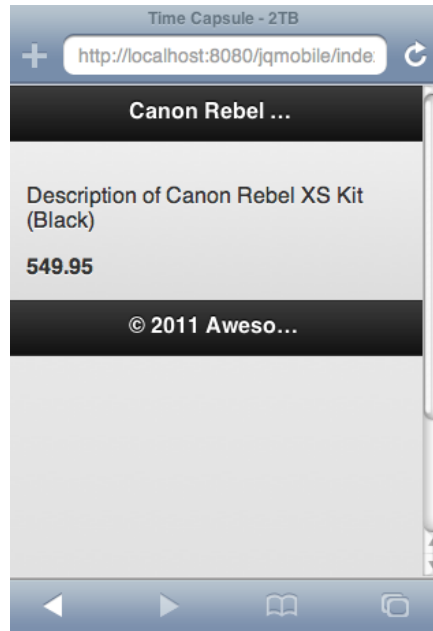 Time Capsule - 2TB
http://localhost:8080/jqmobile/inde
Canon Rebel ...
Description of Canon Rebel XS Kit
(Black)
549.95
© 2011 Aweso...